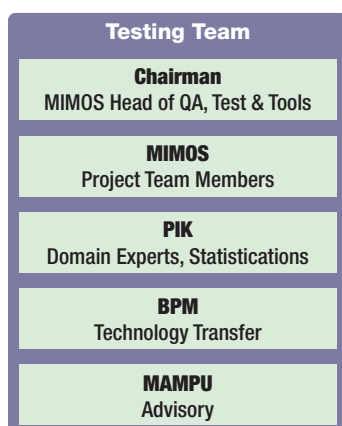 Testing Team
Chairman
MIMOS Head of QA, Test & Tools
MIMOS
Project Team Members
PIK
Domain Experts, Statistications
BPM
Technology Transfer
MAMPU
Advisory